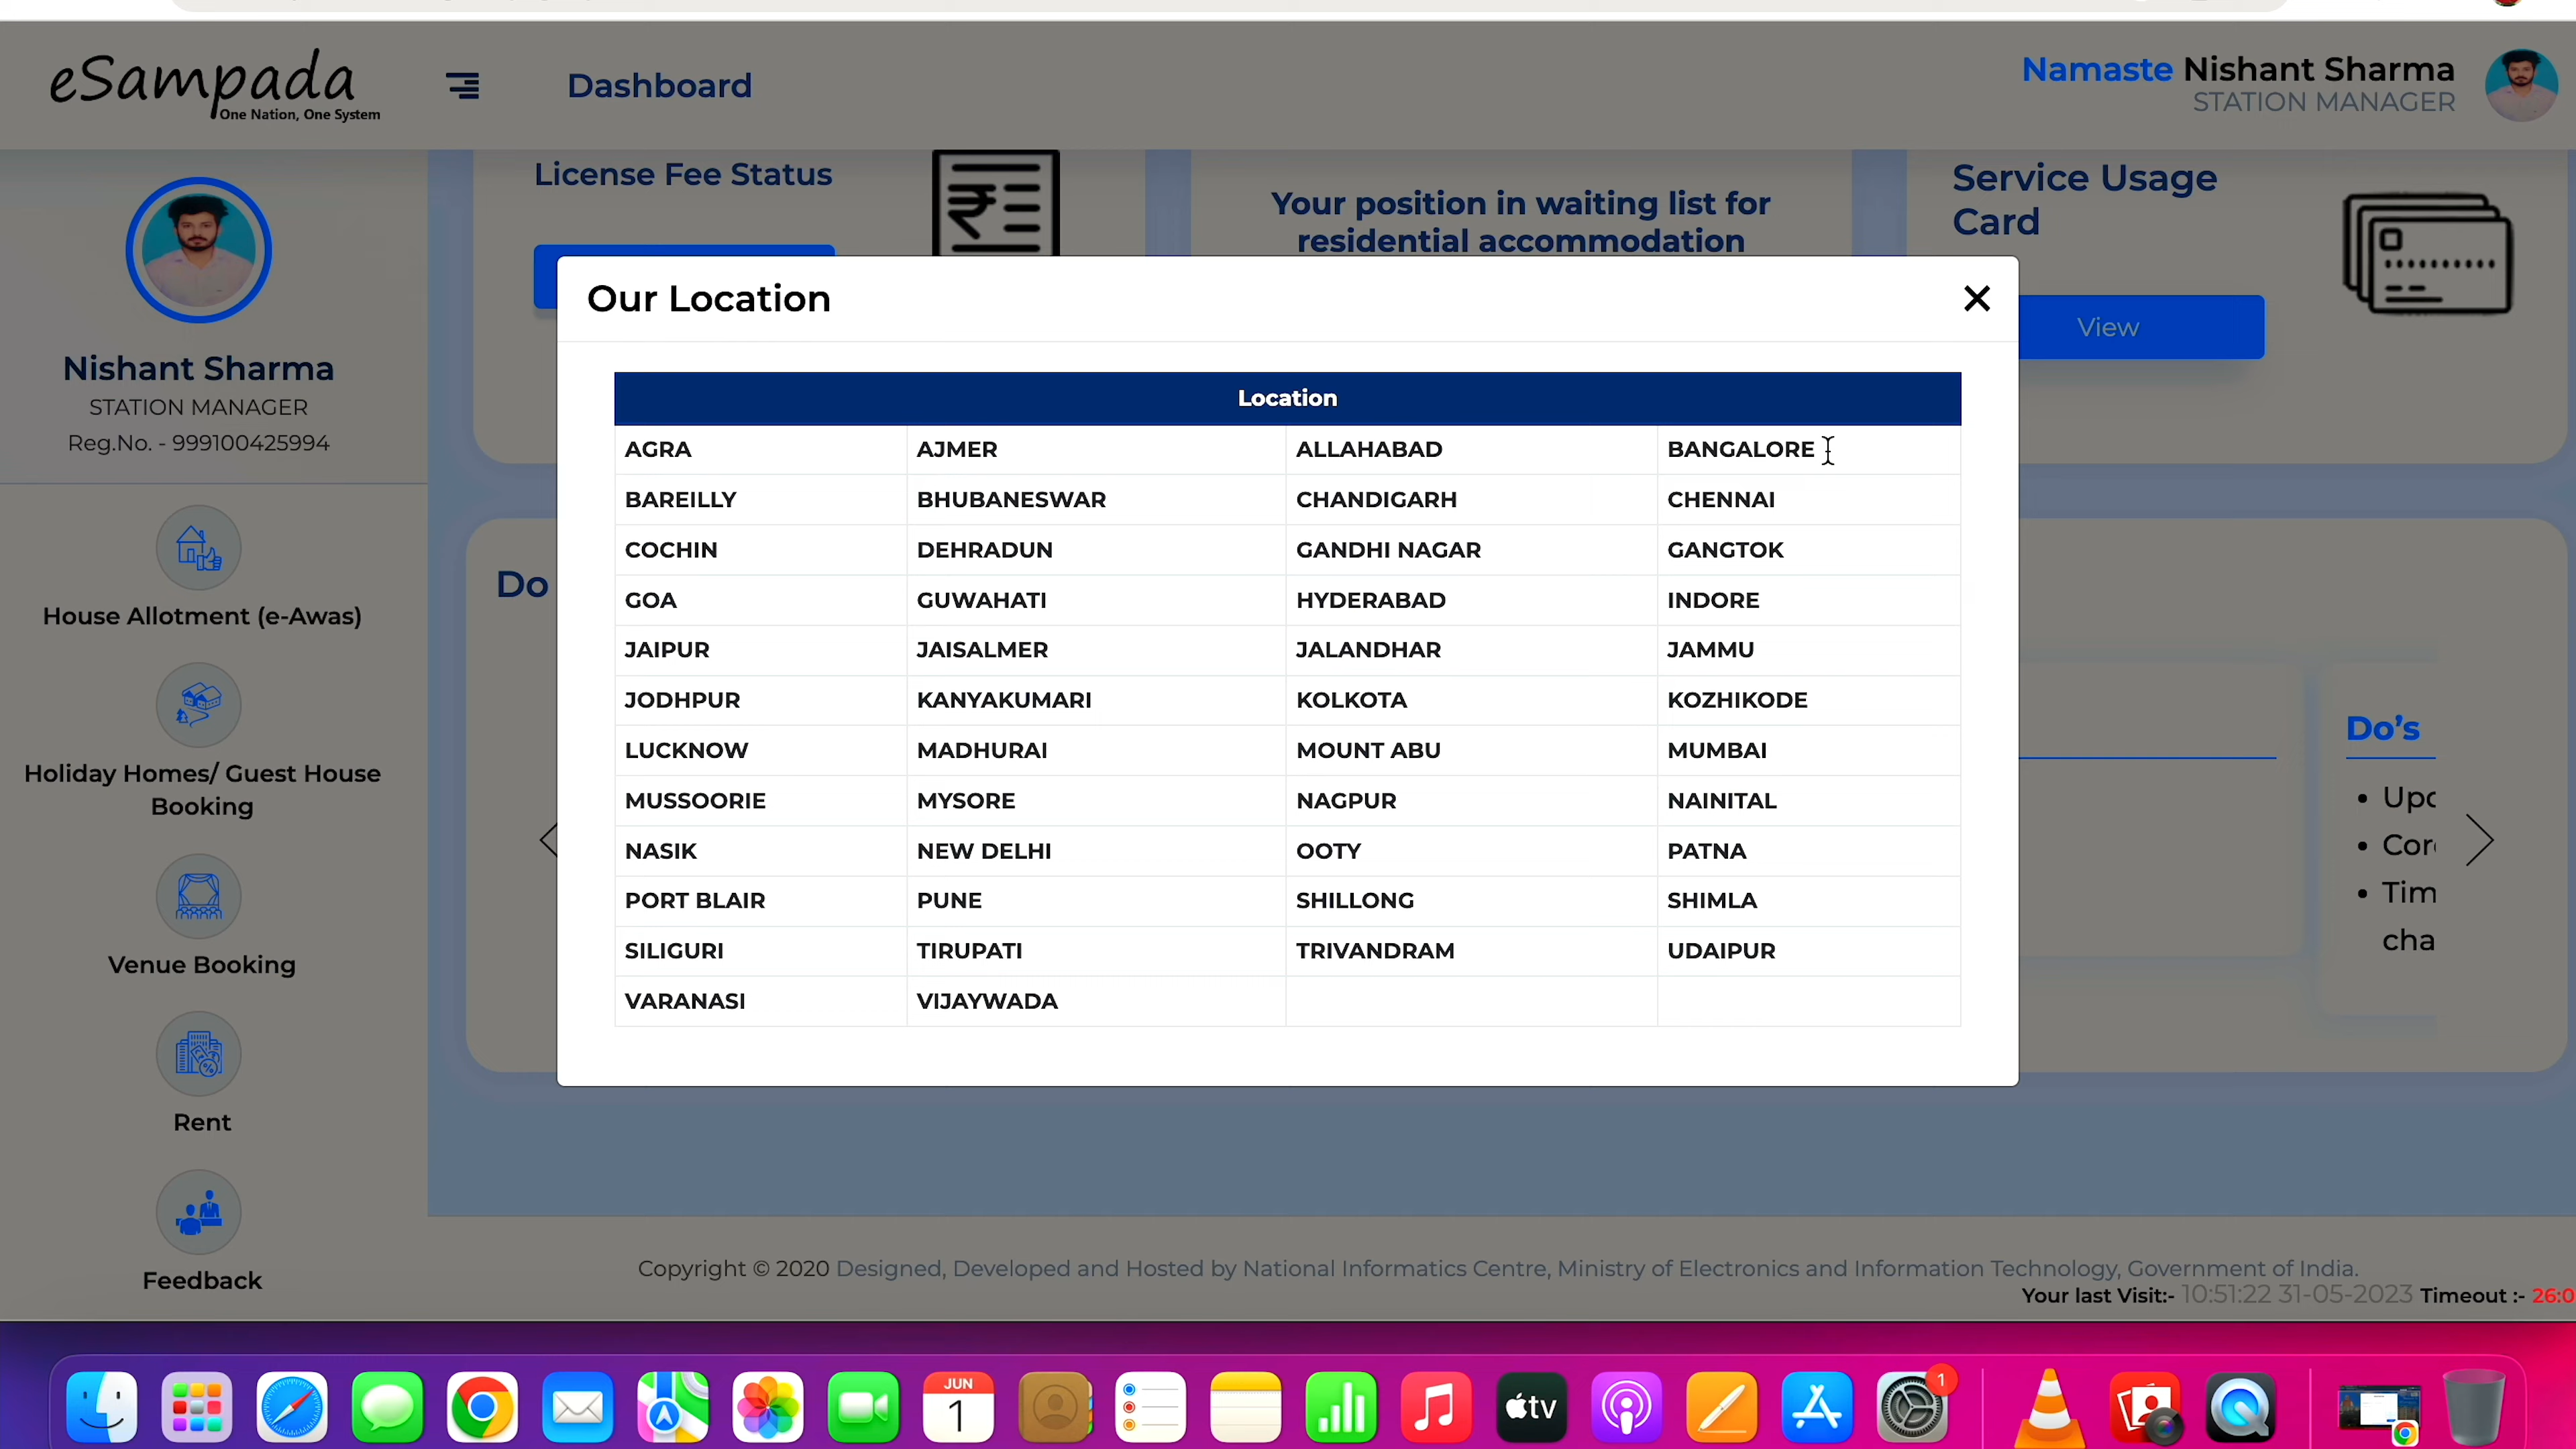 eSampada
One Nation, One System
Dashboard
Namaste Nishant Sharma
STATION MANAGER
Nishant Sharma
STATION MANAGER
Reg.No. - 999100425994
House Allotment (e-Awas)
Holiday Homes/ Guest House
Booking
Venue Booking
Rent
Feedback
License Fee Status
Your position in waiting list for
residential accommodation
Service Usage
Card
View
Do
Our Location
Location
AGRA AJMER ALLAHABAD BANGALORE
BAREILLY BHUBANESWAR CHANDIGARH CHENNAI
COCHIN DEHRADUN GANDHI NAGAR GANGTOK
GOA GUWAHATI HYDERABAD INDORE
JAIPUR JAISALMER JALANDHAR JAMMU
JODHPUR KANYAKUMARI KOLKOTA KOZHIKODE
LUCKNOW MADHURAI MOUNT ABU MUMBAI
MUSSOORIE MYSORE NAGPUR NAINITAL
NASIK NEW DELHI OOTY PATNA
PORT BLAIR PUNE SHILLONG SHIMLA
SILIGURI TIRUPATI TRIVANDRAM UDAIPUR
VARANASI VIJAYWADA
Do's
Tim
cha
Copyright © 2020 Designed, Developed and Hosted by National Informatics Centre, Ministry of Electronics and Information Technology, Government of India.
Your last Visit:- 10:51:22 31-05-2023 Timeout :- 26:0
JUN
1
tv
1